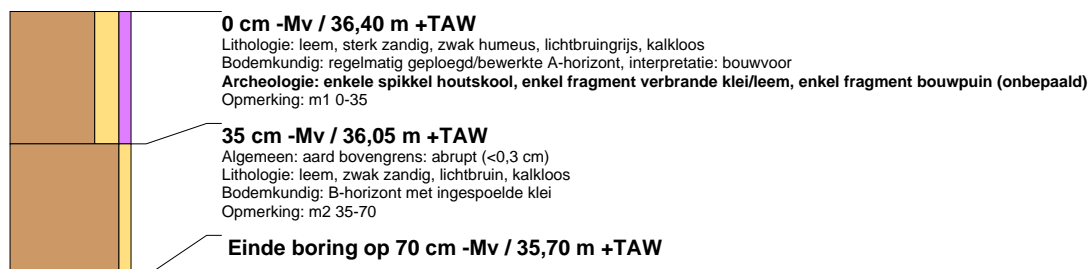 0 cm -Mv / 36,40 m +TAW
Lithologie: leem, sterk zandig, zwak humeus, lichtbruingrijs, kalkloos
Bodemkundig: regelmatig geploegd/bewerkte A-horizont, interpretatie: bouwvoor
Archeologie: enkele spikkel houtskool, enkel fragment verbrande klei/leem, enkel fragment bouwpuin (onbepaald)
Opmerking: m1 0-35
35 cm -Mv / 36,05 m +TAW
Algemeen: aard bovengrens: abrupt (<0,3 cm)
Lithologie: leem, zwak zandig, lichtbruin, kalkloos
Bodemkundig: B-horizont met ingespoelde klei
Opmerking: m2 35-70
Einde boring op 70 cm -Mv / 35,70 m +TAW